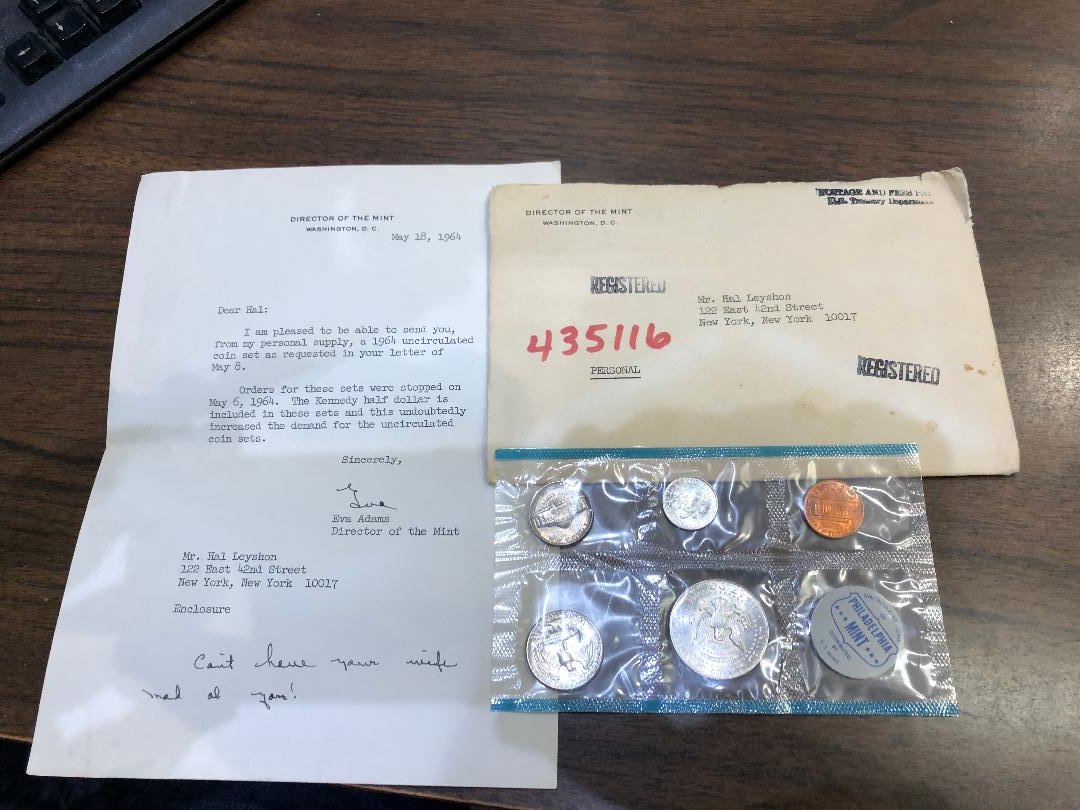 DIRECTOR OF THE MINT
WASHINGTON, D. C.
May 18, 1964
Dear Hal:
I am pleased to be able to send you,
from my personal supply, a 1964 uncirculated
coin set as requested in your letter of
May 8.
Orders for these sets were stopped on
May 6, 1964. The Kennedy half dollar is
included in these sets and this undoubtedly
increased the demand for the uncirculated
coin sets.
Sincerely,
Eva
Eva Adams
Director of the Mint
Mr. Hal Leyshon
122 East 42nd Street
New York, New York 10017
Enclosure
Can't have your wife
mad at you!
DIRECTOR OF THE MINT
WASHINGTON, D. C.
POSTAGE AND FEES
U.S. Treasury Department
REGISTERED
Mr. Hal Leyshon
122 East 42nd Street
New York, New York 10017
435116
PERSONAL
REGISTERED
PHILADELPHIA
MINT
DISTRIBUTED
BY
U.S. MINT